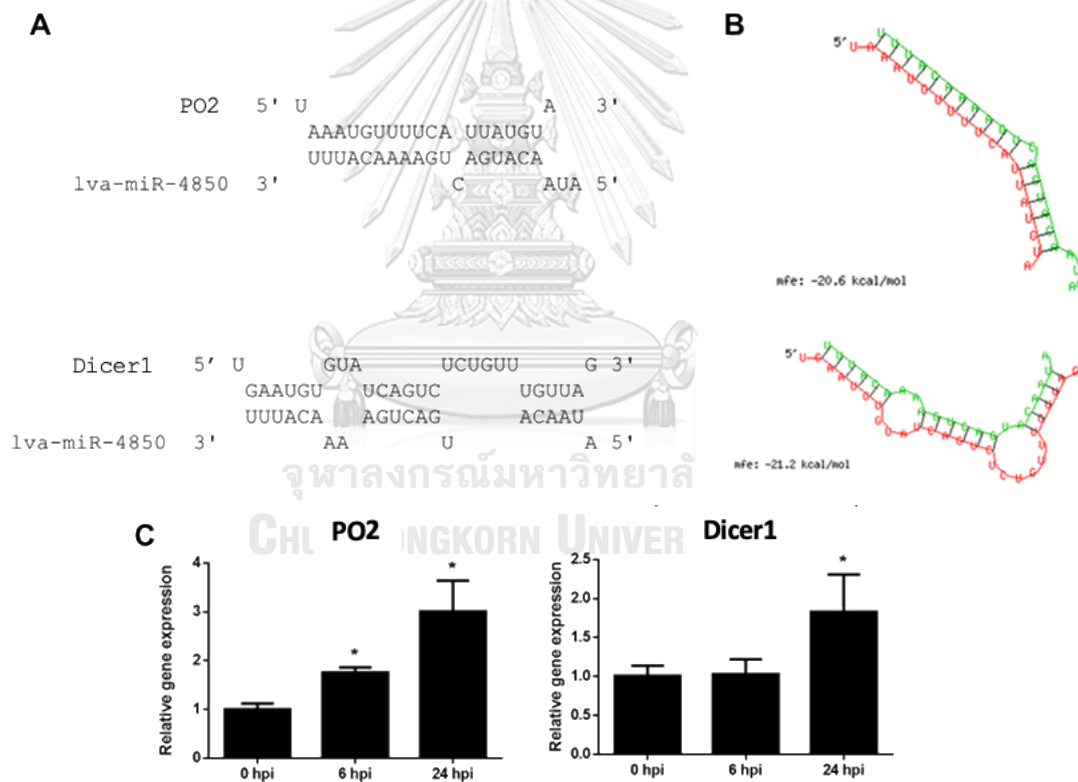 A
B
PO2 5' U A 3'
AAAUGUUUUCA UUAUGU
UUUACAAAAGU AGUACA
lva-miR-4850 3' C AUA 5'
5'
mfe: -20.6 kcal/mol
Dicer1 5' U GUA UCUGUU G 3'
GAAUGU UCAGUC UGUUA
UUUACA AGUCAG ACAAU
lva-miR-4850 3' AA U A 5'
5'
mfe: -21.2 kcal/mol
จุฬาลงกรณ์มหาวิทยาลั
C
PO2
Dicer1
NGKORN UNIVER
Relative gene expression
4
3
2
1
0
*
*
0 hpi 6 hpi 24 hpi
Relative gene expression
2.5
2.0
1.5
1.0
0.5
0.0
*
0 hpi 6 hpi 24 hpi